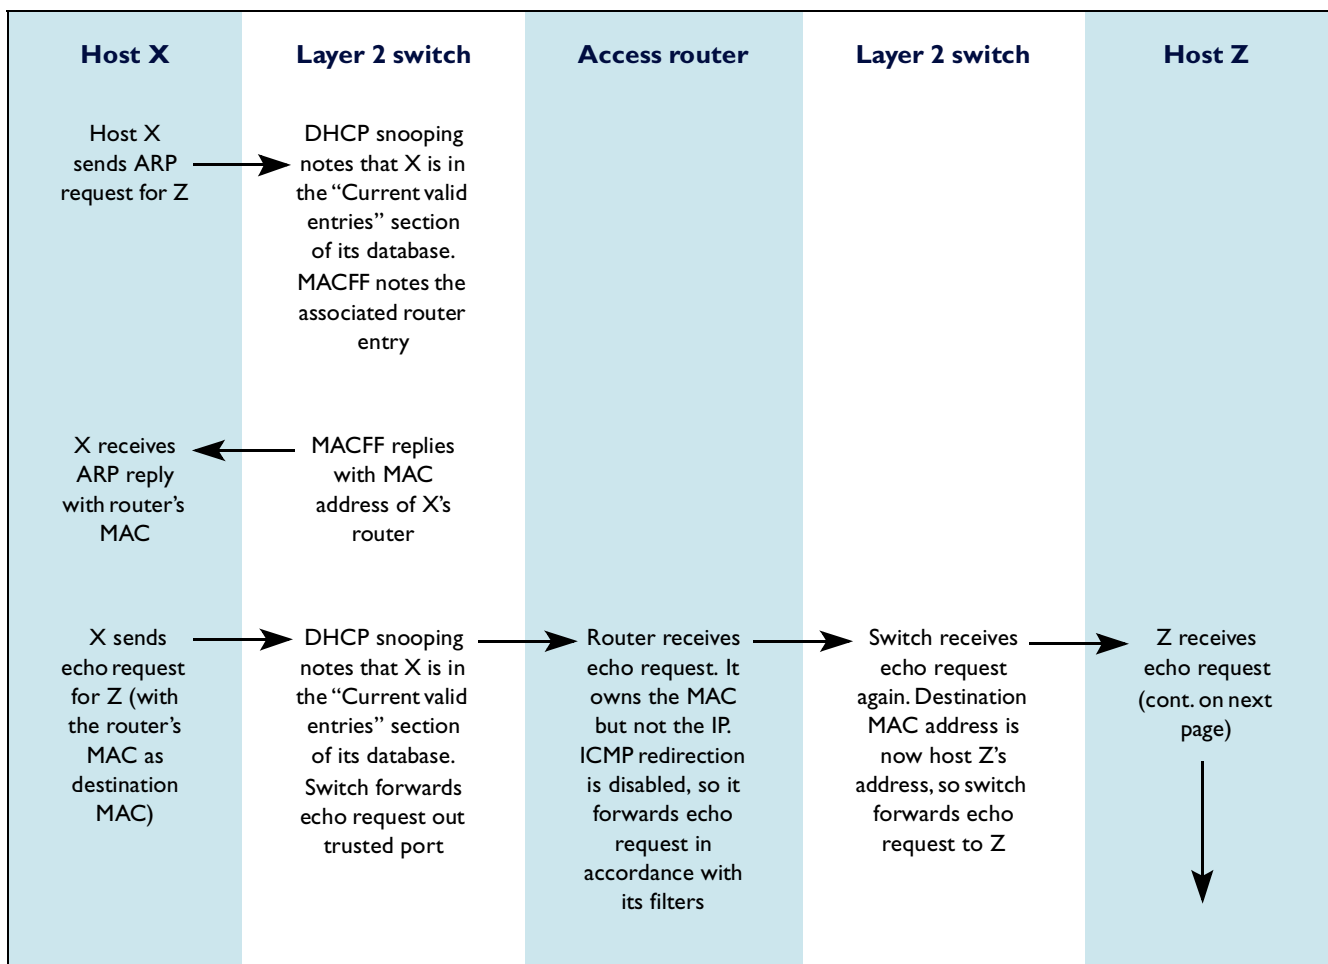 Host X
Layer 2 switch
Access router
Layer 2 switch
Host Z
Host X
sends ARP
request for Z
DHCP snooping
notes that X is in
the “Current valid
entries” section
of its database.
MACFF notes the
associated router
entry
X receives
ARP reply
with router’s
MAC
MACFF replies
with MAC
address of X’s
router
X sends
echo request
for Z (with
the router’s
MAC as
destination
MAC)
DHCP snooping
notes that X is in
the “Current valid
entries” section
of its database.
Switch forwards
echo request out
trusted port
Router receives
echo request. It
owns the MAC
but not the IP.
ICMP redirection
is disabled, so it
forwards echo
request in
accordance with
its filters
Switch receives
echo request
again. Destination
MAC address is
now host Z’s
address, so switch
forwards echo
request to Z
Z receives
echo request
(cont. on next
page)